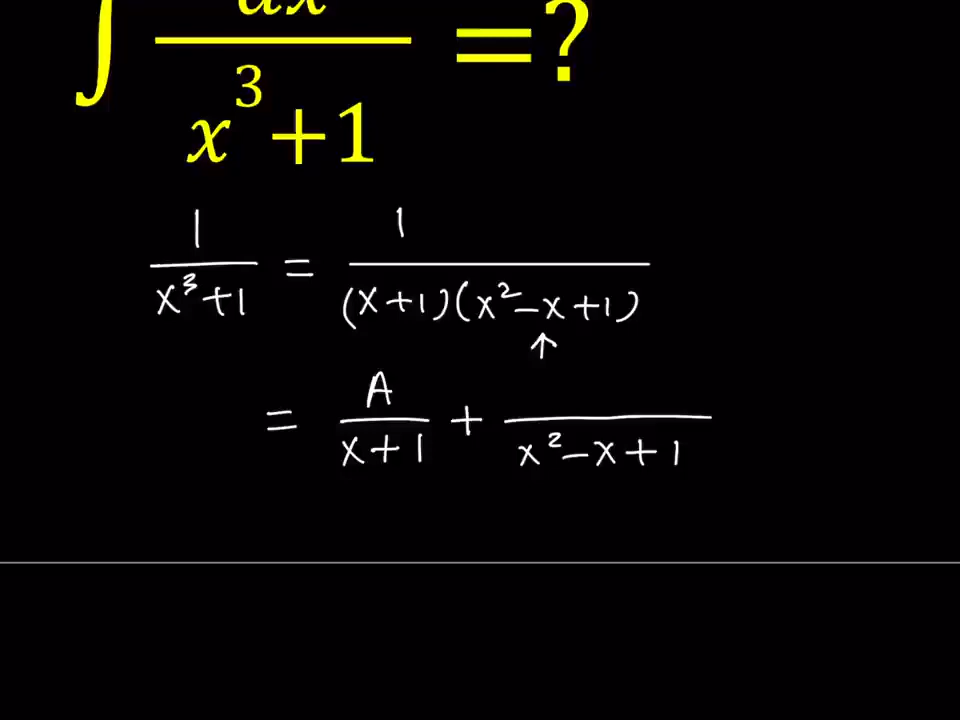 ∫ dx / (x³+1) = ?
1 / (x³+1) = 1 / ((x+1)(x²-x+1))
↑
= A / (x+1) + / (x²-x+1)